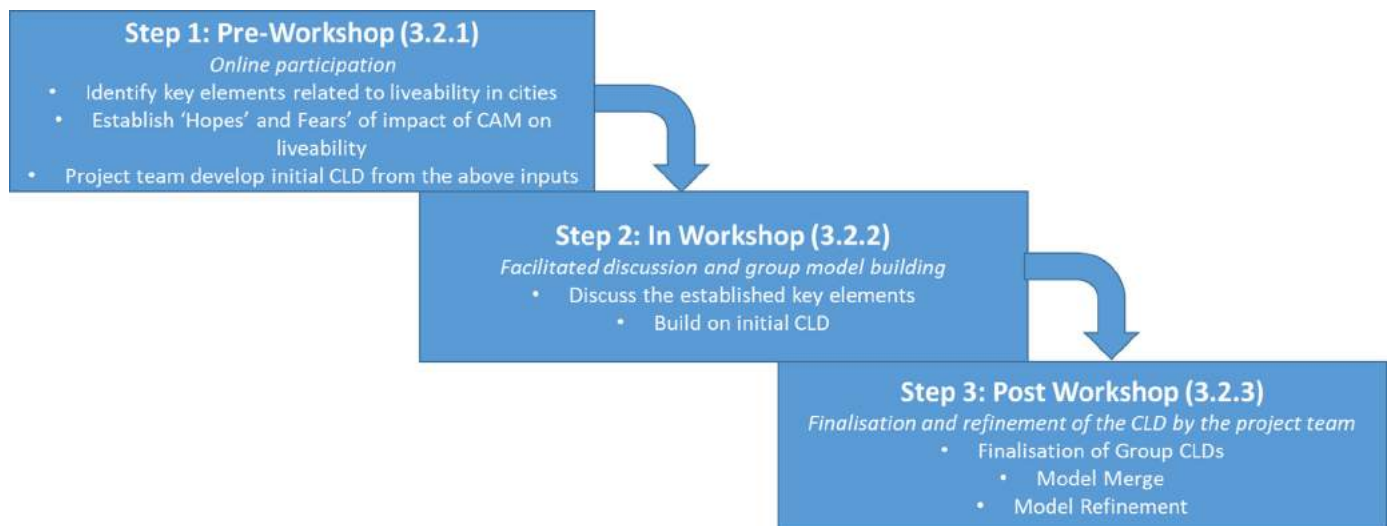 Step 1: Pre-Workshop (3.2.1)
Online participation
• Identify key elements related to liveability in cities
• Establish ‘Hopes’ and Fears’ of impact of CAM on
liveability
• Project team develop initial CLD from the above inputs
Step 2: In Workshop (3.2.2)
Facilitated discussion and group model building
• Discuss the established key elements
• Build on initial CLD
Step 3: Post Workshop (3.2.3)
Finalisation and refinement of the CLD by the project team
• Finalisation of Group CLDs
• Model Merge
• Model Refinement